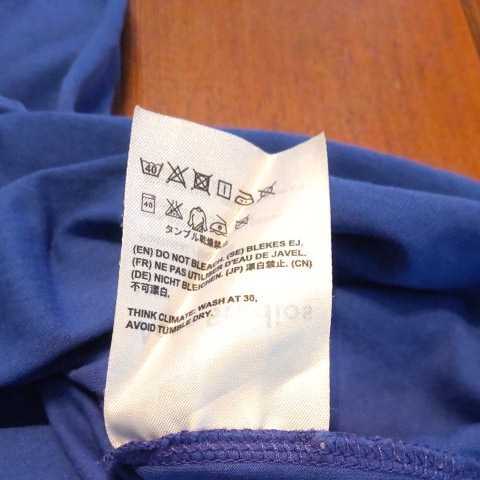 40
40
タンブル乾燥禁止
(EN) DO NOT BLEACH. (SE) BLEKES EJ.
(FR) NE PAS UTILISER D'EAU DE JAVEL.
(DE) NICHT BLEICHEN. (JP) 漂白禁止. (CN)
不可漂白.
THINK CLIMATE: WASH AT 30,
AVOID TUMBLE DRY.